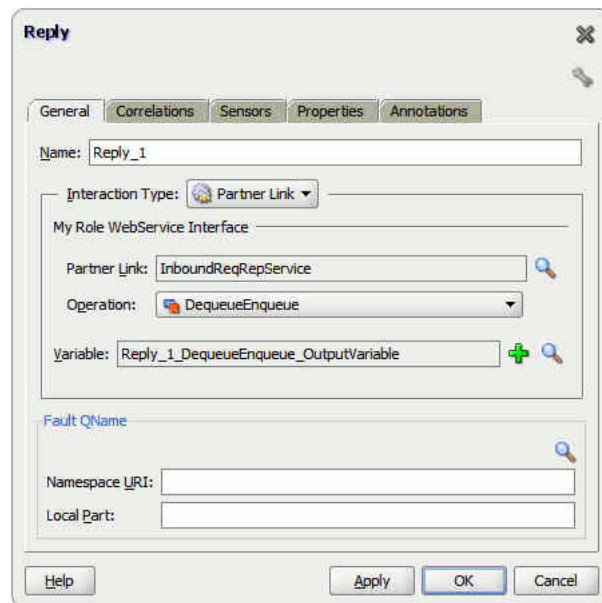 Reply
General Correlations Sensors Properties Annotations
Name: Reply_1
Interaction Type: Partner Link
My Role WebService Interface
Partner Link: InboundReqRepService
Operation: DequeueEnqueue
Variable: Reply_1_DequeueEnqueue_OutputVariable
Fault QName
Namespace URI:
Local Part:
Help Apply OK Cancel